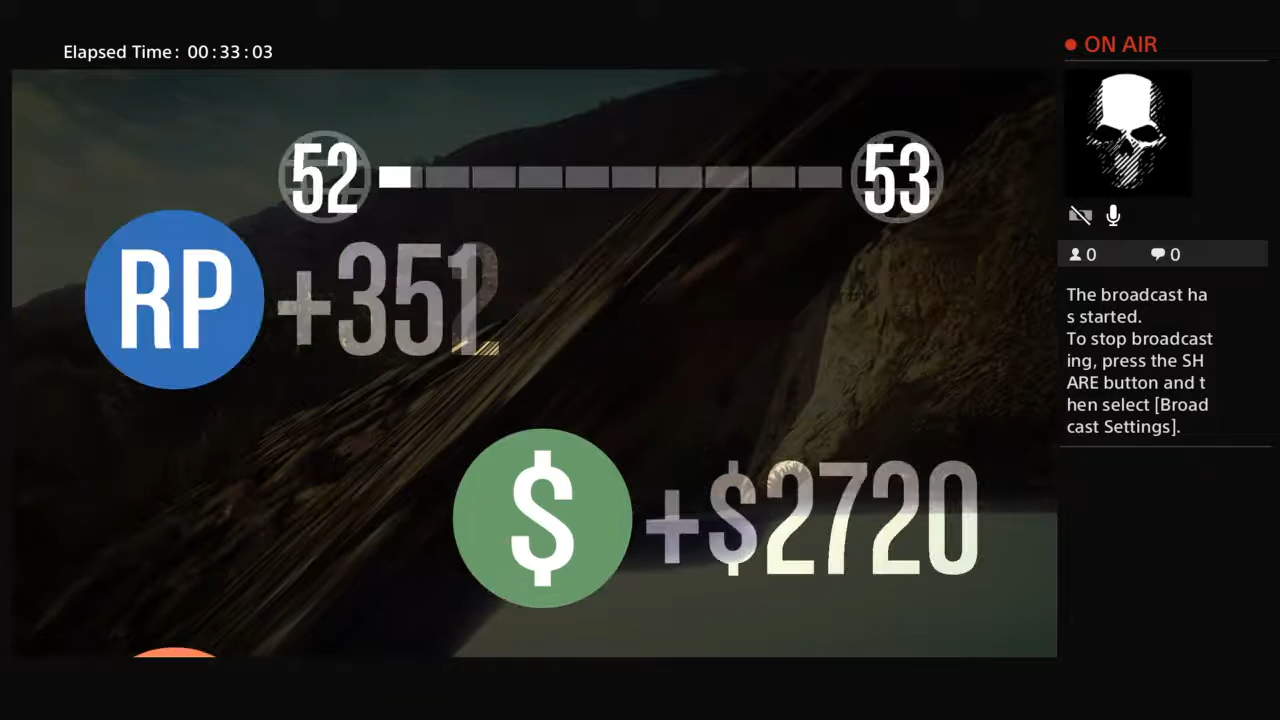 Elapsed Time: 00:33:03
ON AIR
52
53
RP +3512
$ +$2720
0
0
The broadcast ha
s started.
To stop broadcast
ing, press the SH
ARE button and t
hen select [Broad
cast Settings].